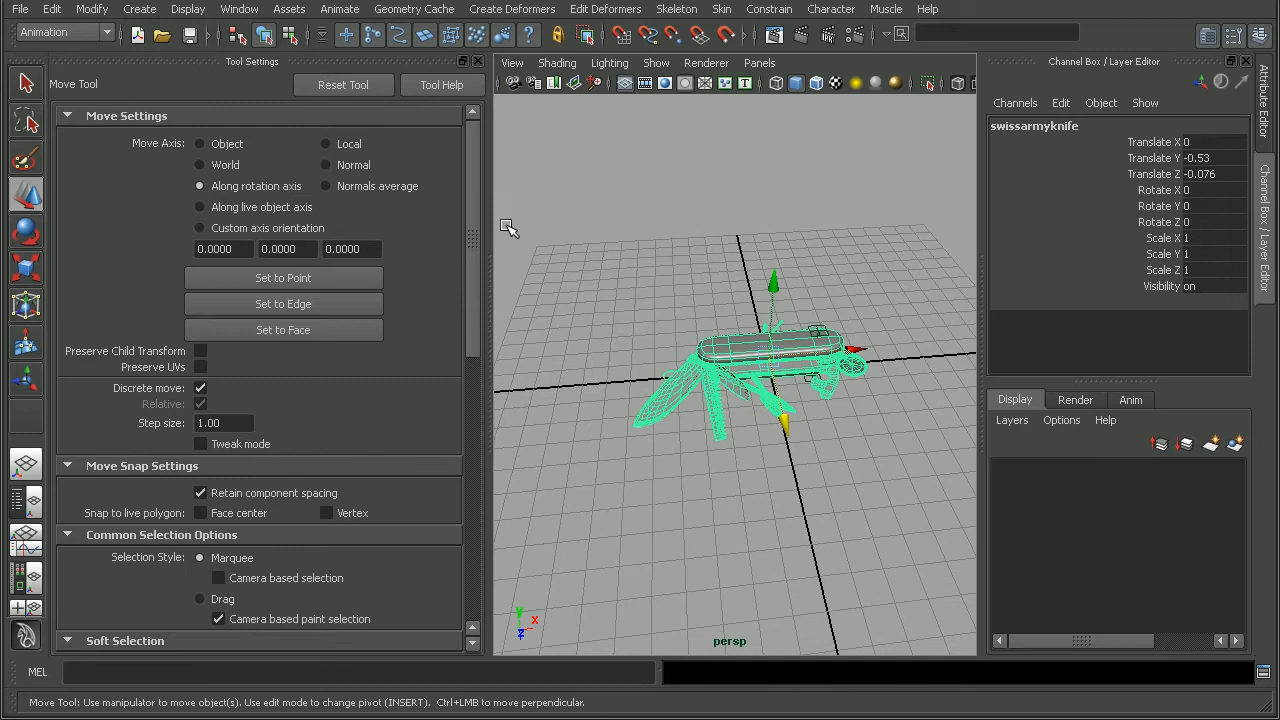 File Edit Modify Create Display Window Assets Animate Geometry Cache Create Deformers Edit Deformers Skeleton Skin Constraint Character Muscle Help
Animation
Tool Settings
Move Tool Reset Tool Tool Help
Move Settings
Move Axis: Object Local
World Normal
Along rotation axis Normals average
Along live object axis
Custom axis orientation
0.0000 0.0000 0.0000
Set to Point
Set to Edge
Set to Face
Preserve Child Transform
Preserve UVs
Discrete move:
Relative:
Step size: 1.00
Tweak mode
Move Snap Settings
Retain component spacing
Snap to live polygon: Face center Vertex
Common Selection Options
Selection Style: Marquee
Camera based selection
Drag
Camera based paint selection
Soft Selection
View Shading Lighting Show Renderer Panels
y
x
z
persp
Channel Box / Layer Editor
Channels Edit Object Show
swissarmyknife
Translate X 0
Translate Y -0.53
Translate Z -0.076
Rotate X 0
Rotate Y 0
Rotate Z 0
Scale X 1
Scale Y 1
Scale Z 1
Visibility on
Display Render Anim
Layers Options Help
Attribute Editor
Channel Box / Layer Editor
MEL
Move Tool: Use manipulator to move object(s). Use edit mode to change pivot (INSERT). Ctrl+LMB to move perpendicular.